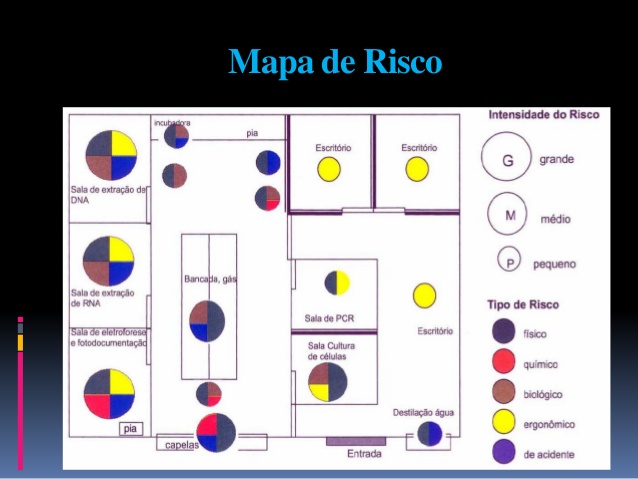 Mapa de Risco
incubadora
pia
Sala de extração de
DNA
Escritório
Escritório
Intensidade do Risco
G
grande
M
médio
P
pequeno
Sala de extração
de RNA
Bancada, gás
Sala de PCR
Escritório
Sala de eletroforese
e fotodocumentação
pia
capelas
Sala Cultura
de células
Destilação água
Entrada
Tipo de Risco
físico
químico
biológico
ergonômico
de acidente